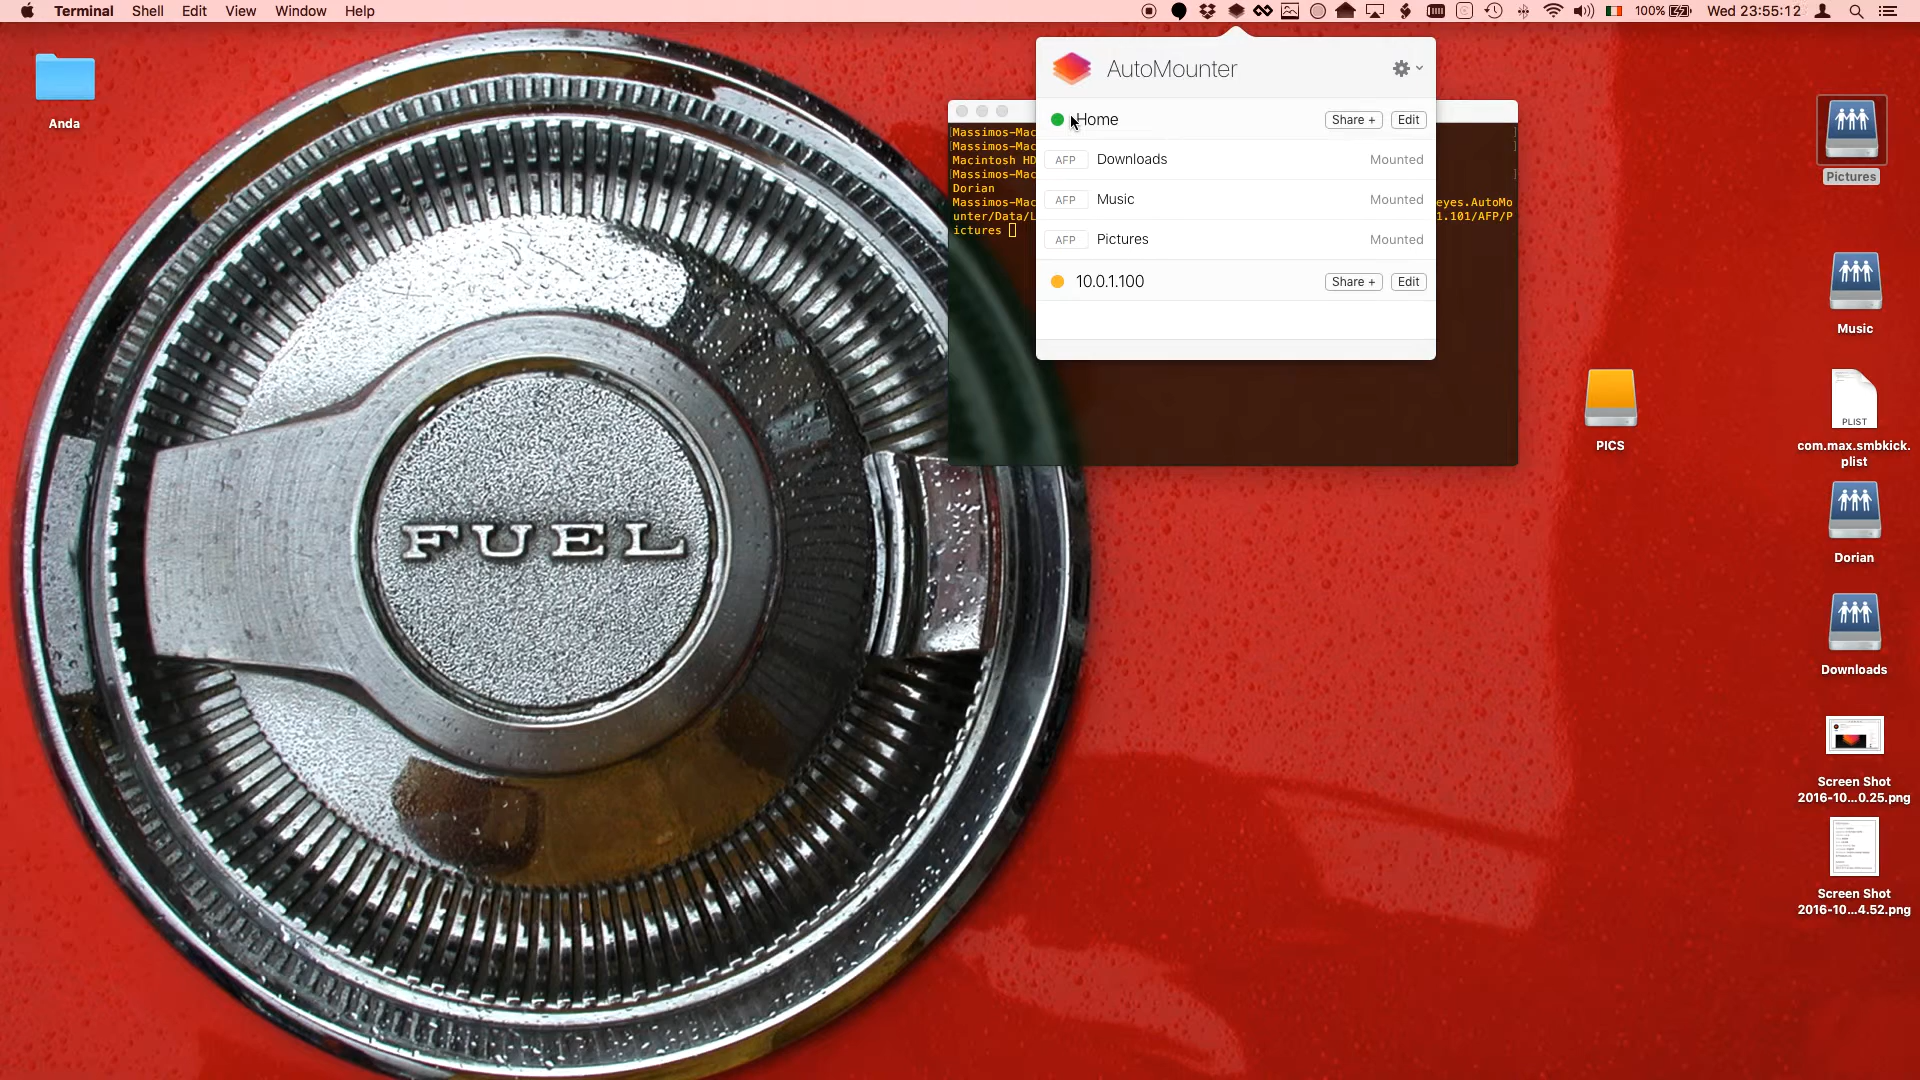 Terminal Shell Edit View Window Help
100% Wed 23:55:12
Anda
AutoMounter
Home Share + Edit
AFP Downloads Mounted
AFP Music Mounted
AFP Pictures Mounted
10.0.1.100 Share + Edit
[Massimos-Mac
[Massimos-Mac
Macintosh HD
[Massimos-Mac
Dorian
Massimos-Mac eyes.AutoMo
unter/Data/L 1.101/AFP/P
ictures
FUEL
Pictures
Music
PICS
PLIST
com.max.smbkick.
plist
Dorian
Downloads
Screen Shot
2016-10...0.25.png
Screen Shot
2016-10...4.52.png